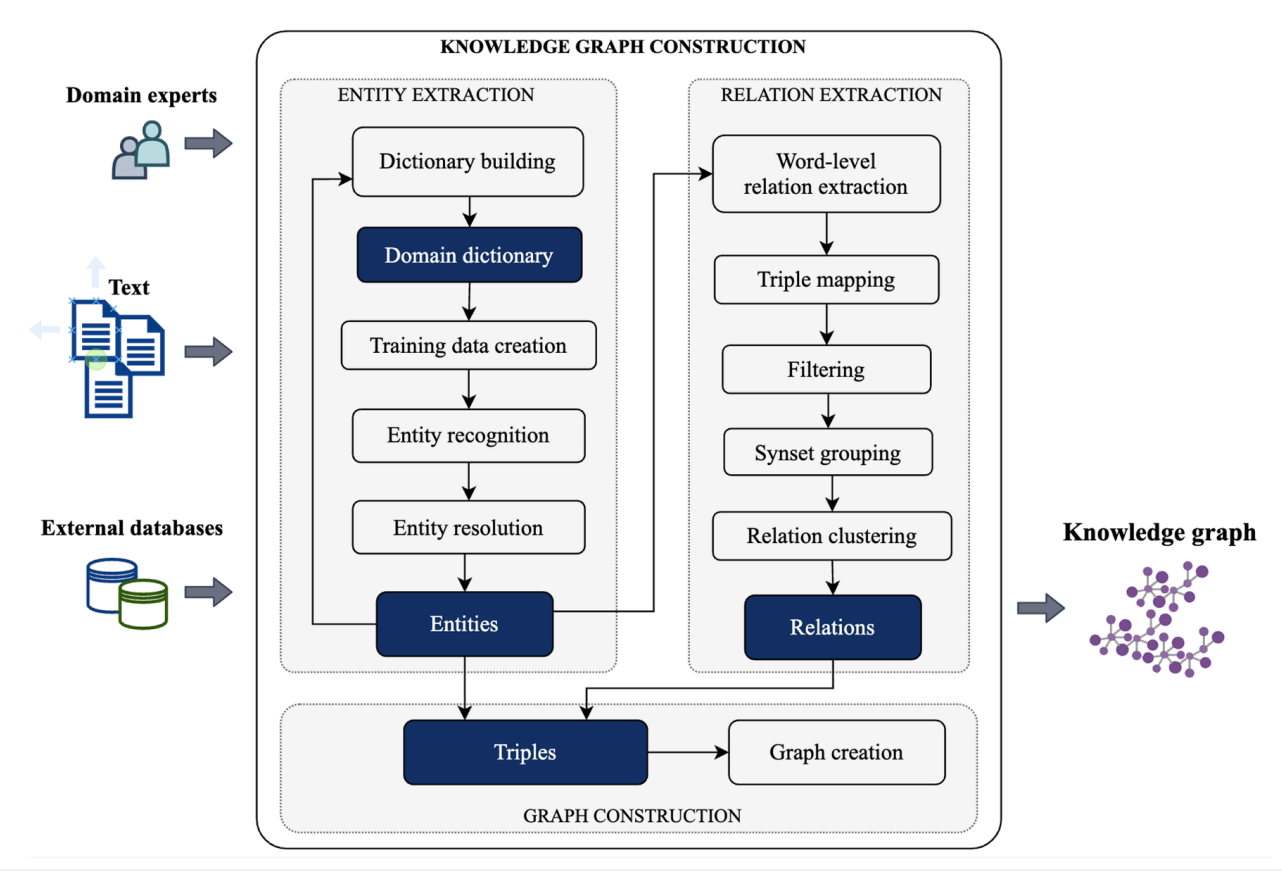 KNOWLEDGE GRAPH CONSTRUCTION
Domain experts
Text
External databases
ENTITY EXTRACTION
Dictionary building
Domain dictionary
Training data creation
Entity recognition
Entity resolution
Entities
RELATION EXTRACTION
Word-level
relation extraction
Triple mapping
Filtering
Synset grouping
Relation clustering
Relations
Triples
Graph creation
GRAPH CONSTRUCTION
Knowledge graph